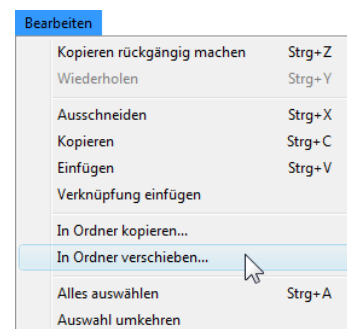 Bearbeiten
Kopieren rückgängig machen Strg+Z
Wiederholen Strg+Y
Ausschneiden Strg+X
Kopieren Strg+C
Einfügen Strg+V
Verknüpfung einfügen
In Ordner kopieren...
In Ordner verschieben...
Alles auswählen Strg+A
Auswahl umkehren